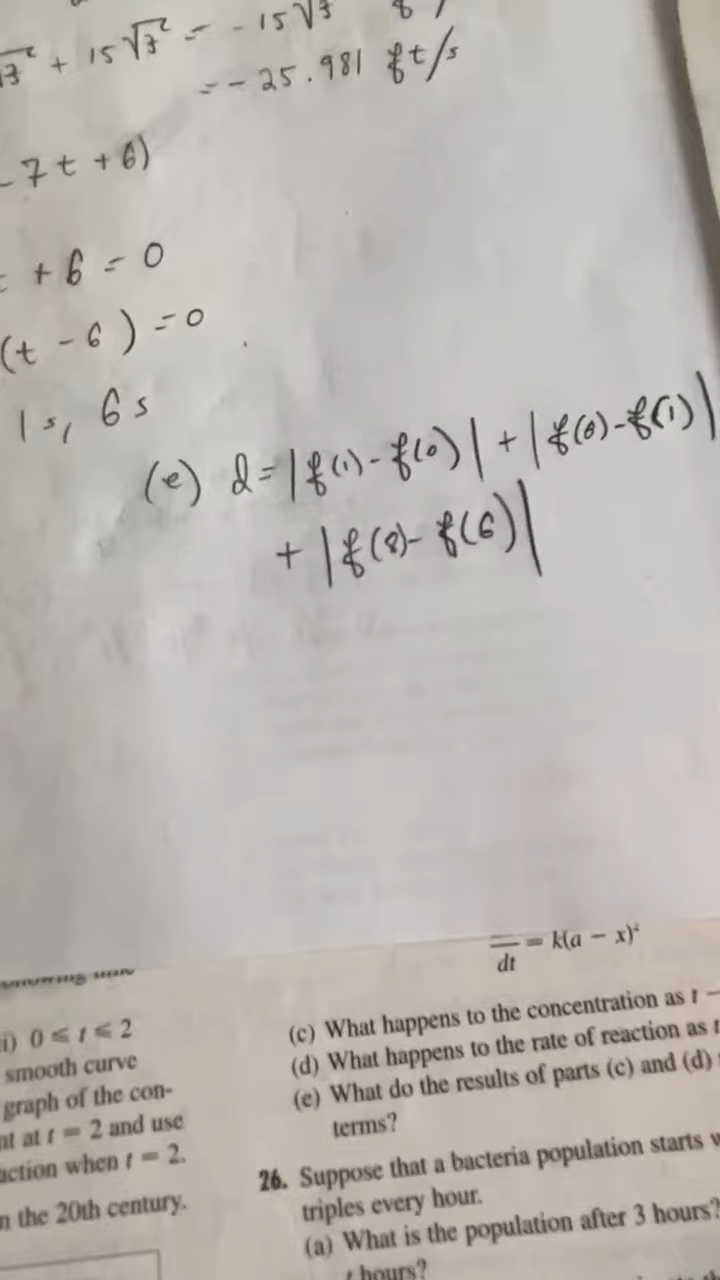 + 15√3 = - 15√3
= - 25.981 ft/s
- 7t + 6)
+ 6 = 0
(t - 6) = 0
1s, 6s
(e) d = |f(1) - f(0)| + |f(6) - f(1)|
+ |f(8) - f(6)|
dt = k(a - x)²
i) 0 ≤ t ≤ 2
smooth curve
graph of the con-
at t = 2 and use
when t = 2.
the 20th century.
(c) What happens to the concentration as t
(d) What happens to the rate of reaction as t
(e) What do the results of parts (c) and (d)
terms?
26. Suppose that a bacteria population starts
triples every hour.
(a) What is the population after 3 hours?
t hours?